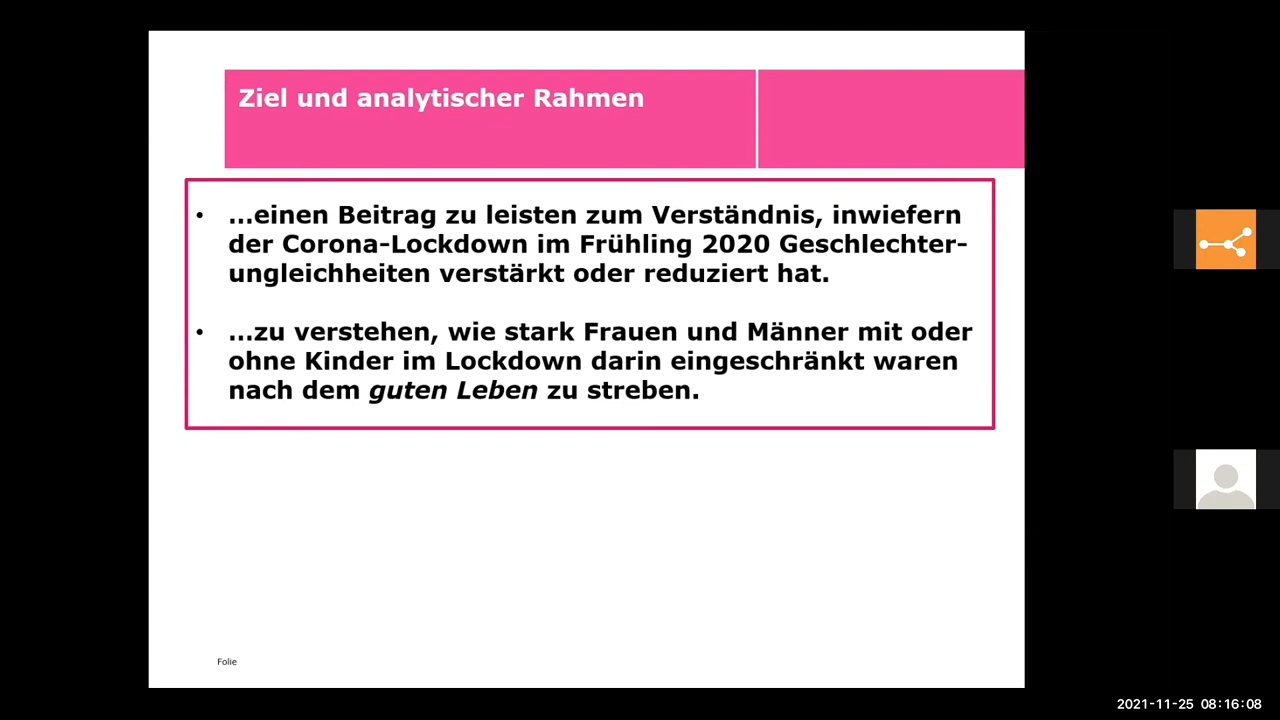 Ziel und analytischer Rahmen
• …einen Beitrag zu leisten zum Verständnis, inwiefern
der Corona-Lockdown im Frühling 2020 Geschlechter-
ungleichheiten verstärkt oder reduziert hat.
• …zu verstehen, wie stark Frauen und Männer mit oder
ohne Kinder im Lockdown darin eingeschränkt waren
nach dem guten Leben zu streben.
Folie
2021-11-25 08:16:08